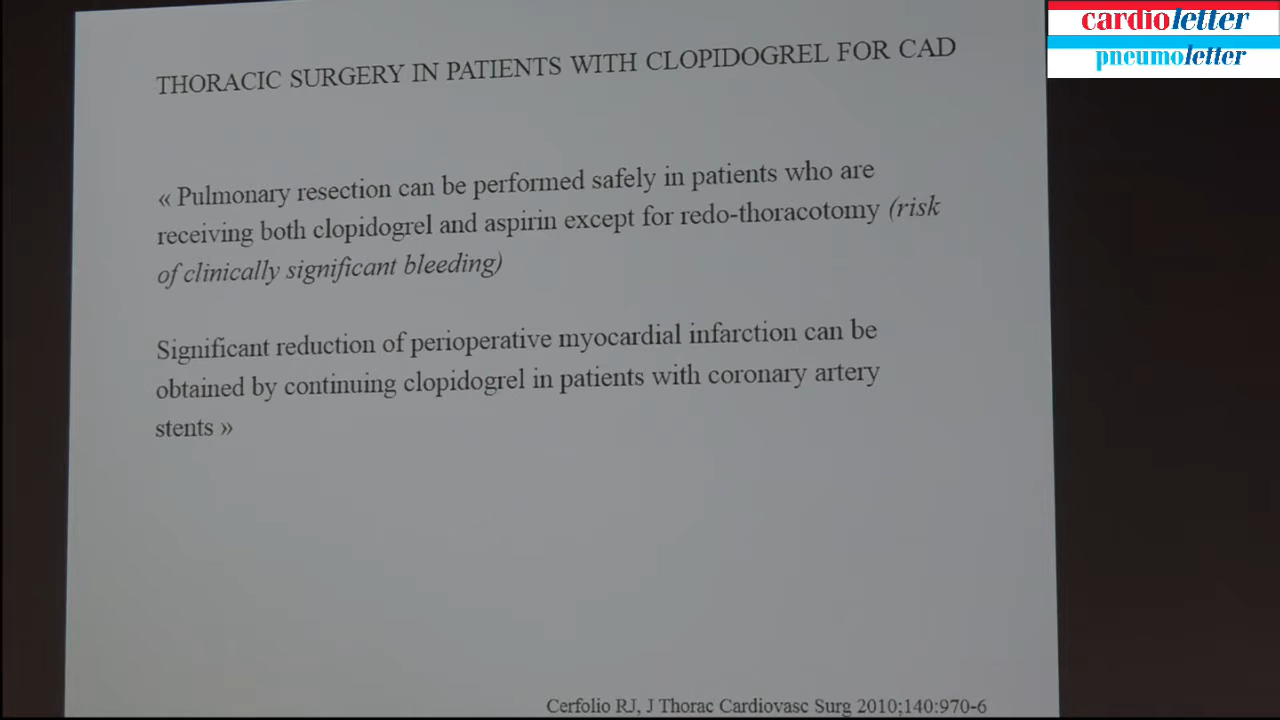 cardioletter
pneumoletter
THORACIC SURGERY IN PATIENTS WITH CLOPIDOGREL FOR CAD
« Pulmonary resection can be performed safely in patients who are
receiving both clopidogrel and aspirin except for redo-thoracotomy (risk
of clinically significant bleeding)
Significant reduction of perioperative myocardial infarction can be
obtained by continuing clopidogrel in patients with coronary artery
stents »
Cerfolio RJ, J Thorac Cardiovasc Surg 2010;140:970-6